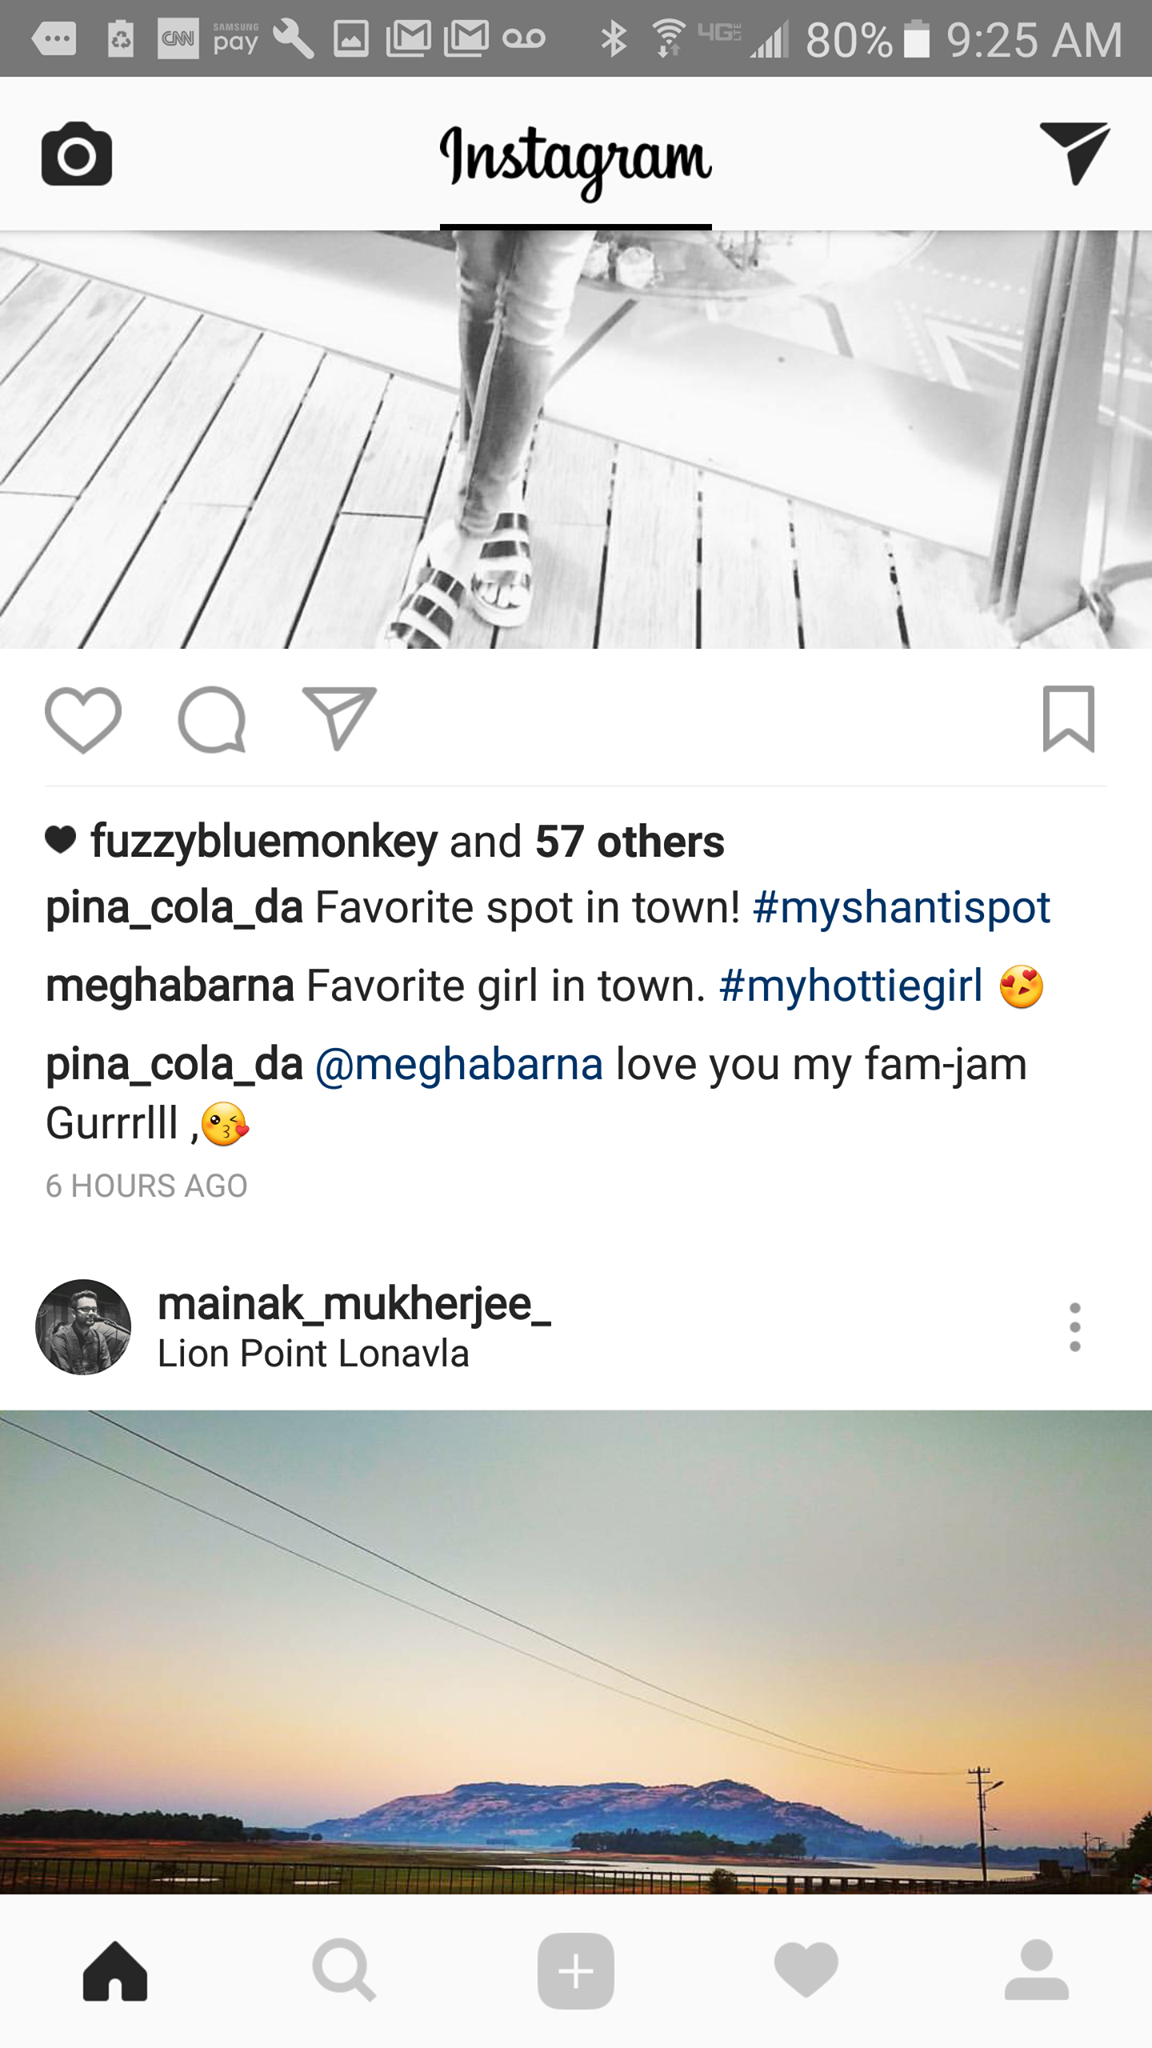 CNN SAMSUNG pay 4G LTE 80% 9:25 AM
Instagram
fuzzybluemonkey and 57 others
pina_cola_da Favorite spot in town! #myshantispot
meghabarna Favorite girl in town. #myhottiegirl 😍
pina_cola_da @meghabarna love you my fam-jam
Gurrrlll ,😘
6 HOURS AGO
mainak_mukherjee_
Lion Point Lonavla